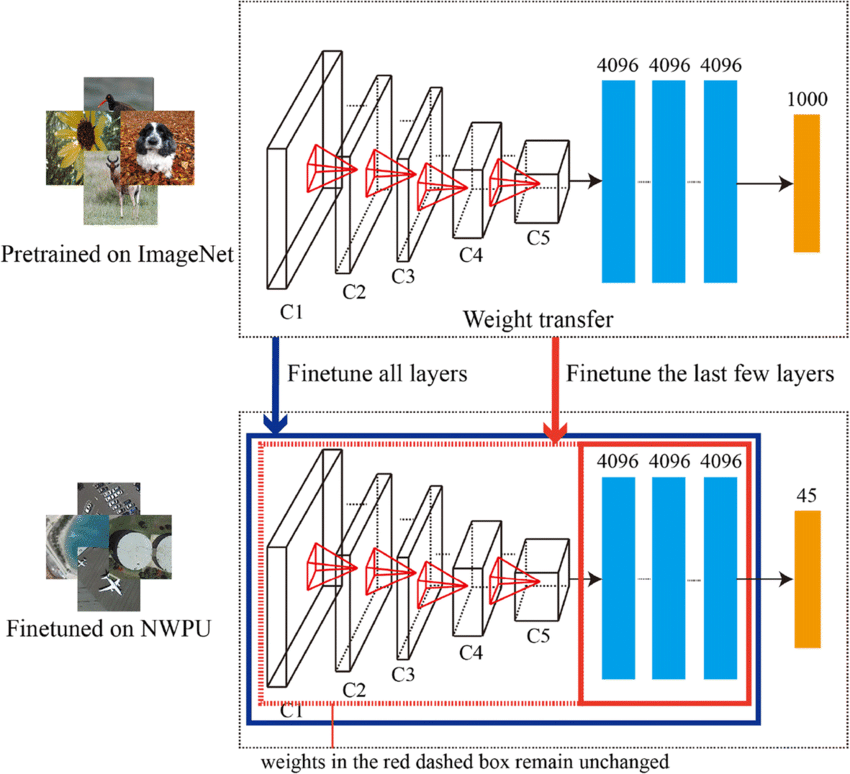 4096 4096 4096
1000
Pretrained on ImageNet
C1
C2
C3
C4
C5
Weight transfer
Finetune all layers
Finetune the last few layers
4096 4096 4096
45
Finetuned on NWPU
C1
C2
C3
C4
C5
weights in the red dashed box remain unchanged